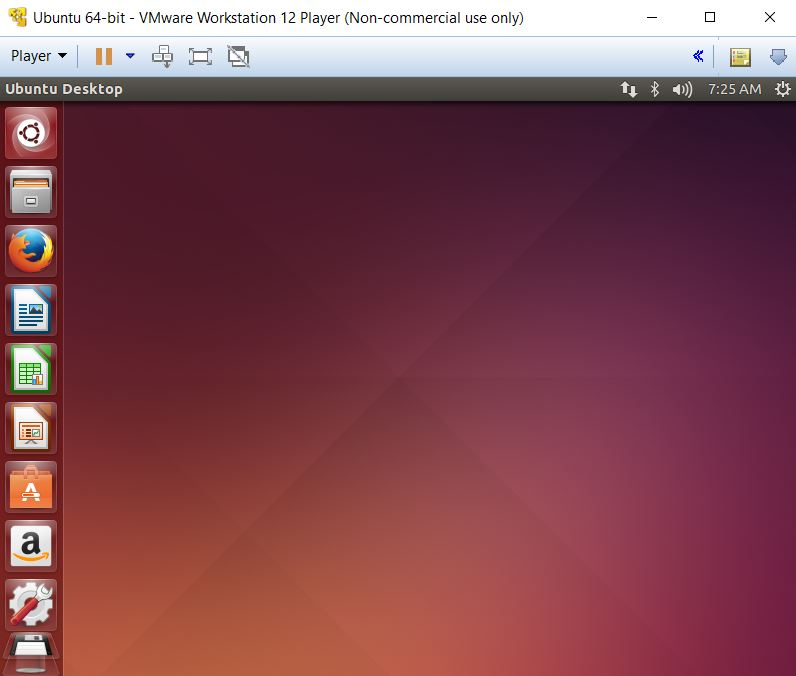 Ubuntu 64-bit - VMware Workstation 12 Player (Non-commercial use only)
Player
Ubuntu Desktop
7:25 AM
A
a